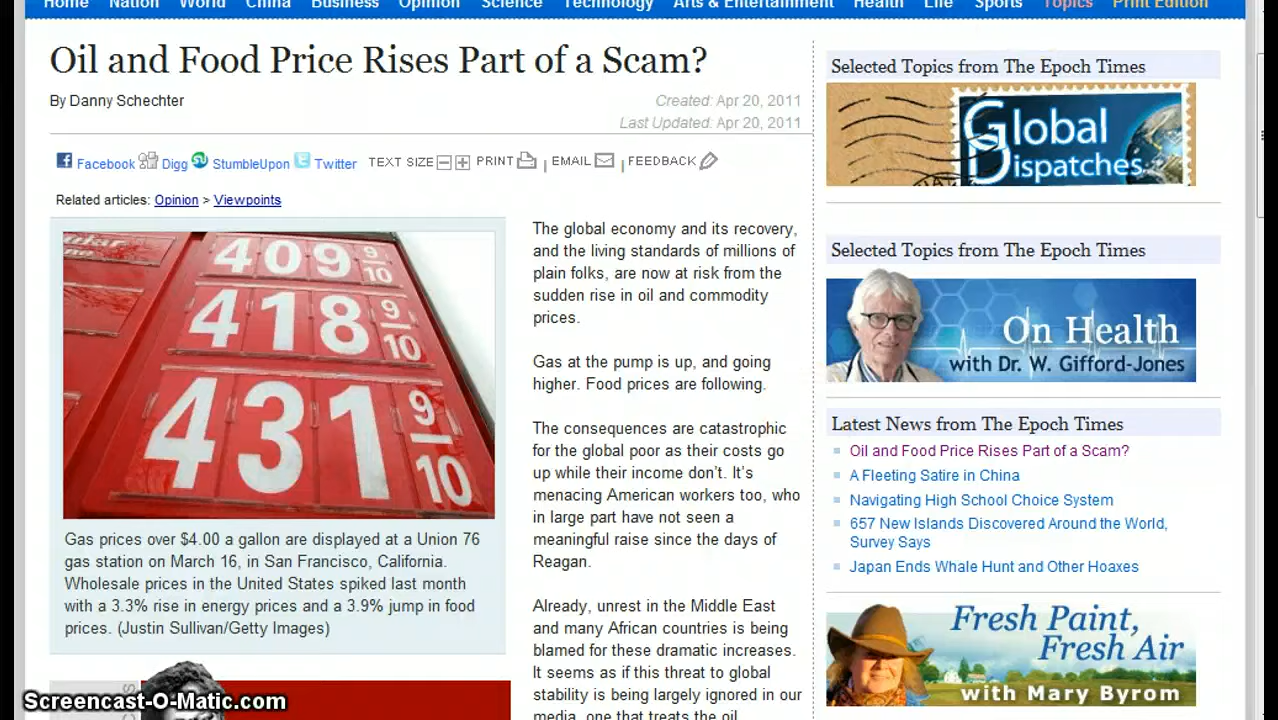 Home Nation World China Business Opinion Science Technology Arts & Entertainment Health Life Sports Topics Print Edition
Oil and Food Price Rises Part of a Scam?
By Danny Schechter
Created: Apr 20, 2011
Last Updated: Apr 20, 2011
Facebook Digg StumbleUpon Twitter TEXT SIZE PRINT | EMAIL | FEEDBACK
Related articles: Opinion > Viewpoints
409 9/10
418 9/10
431 9/10
Gas prices over $4.00 a gallon are displayed at a Union 76
gas station on March 16, in San Francisco, California.
Wholesale prices in the United States spiked last month
with a 3.3% rise in energy prices and a 3.9% jump in food
prices. (Justin Sullivan/Getty Images)
The global economy and its recovery,
and the living standards of millions of
plain folks, are now at risk from the
sudden rise in oil and commodity
prices.
Gas at the pump is up, and going
higher. Food prices are following.
The consequences are catastrophic
for the global poor as their costs go
up while their income don't. It's
menacing American workers too, who
in large part have not seen a
meaningful raise since the days of
Reagan.
Already, unrest in the Middle East
and many African countries is being
blamed for these dramatic increases.
It seems as if this threat to global
stability is being largely ignored in our
media, one that treats the oil
Selected Topics from The Epoch Times
Global
Dispatches
Selected Topics from The Epoch Times
On Health
with Dr. W. Gifford-Jones
Latest News from The Epoch Times
Oil and Food Price Rises Part of a Scam?
A Fleeting Satire in China
Navigating High School Choice System
657 New Islands Discovered Around the World,
Survey Says
Japan Ends Whale Hunt and Other Hoaxes
Fresh Paint,
Fresh Air
with Mary Byrom
Screencast-O-Matic.com